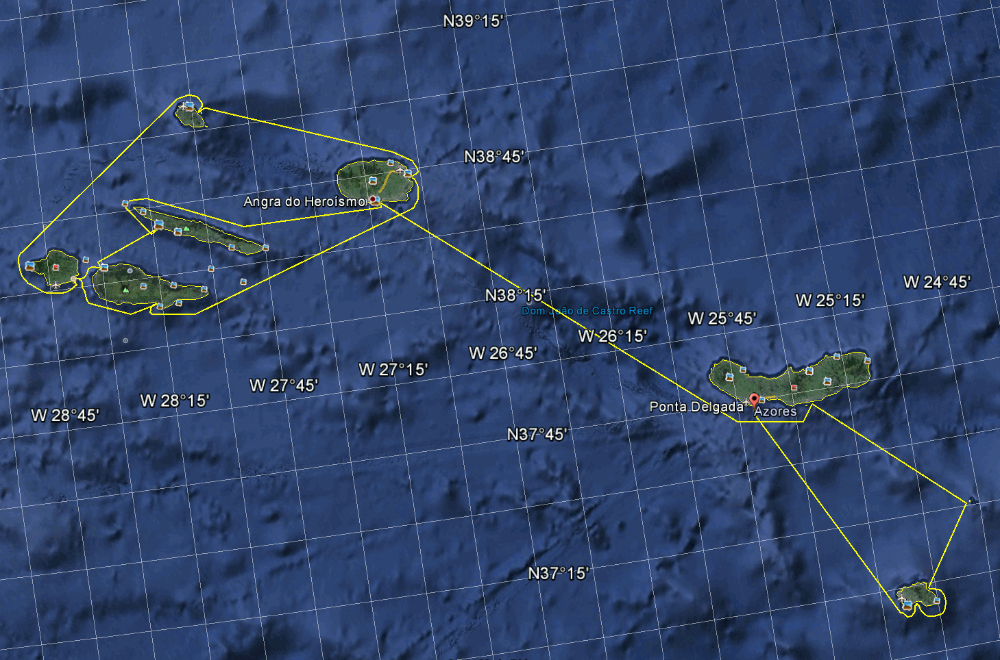 N39°15'
N38°45'
Angra do Heroísmo
W 24°45'
N38°15'
W 25°15'
Dom João de Castro Reef
W 25°45'
W 26°15'
W 26°45'
W 27°15'
W 27°45'
W 28°15'
W 28°45'
Ponta Delgada
Azores
N37°45'
N37°15'